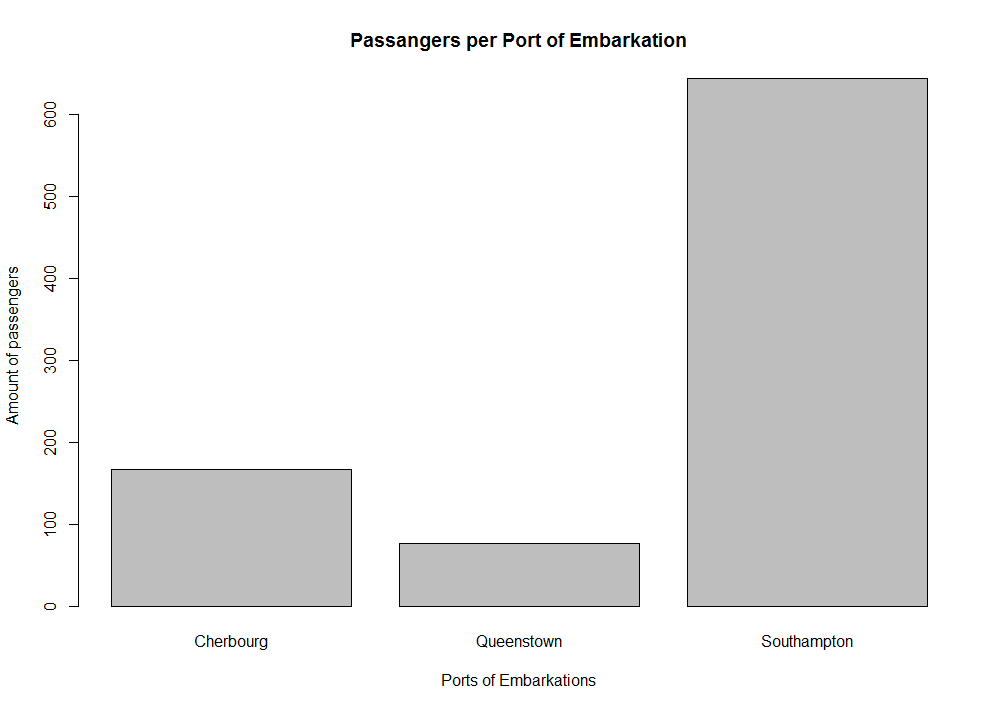 Passangers per Port of Embarkation
Amount of passengers
600
500
400
300
200
100
0
Cherbourg
Queenstown
Southampton
Ports of Embarkations